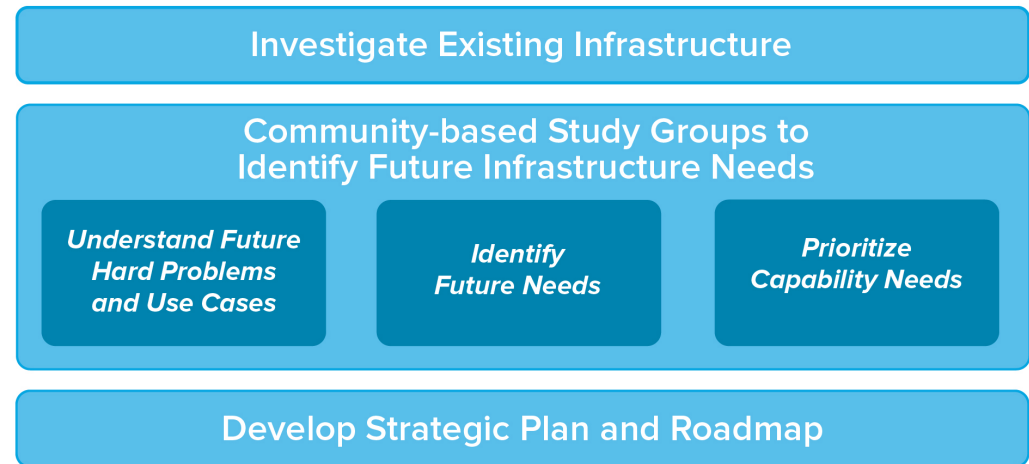 Investigate Existing Infrastructure
Community-based Study Groups to
Identify Future Infrastructure Needs
Understand Future
Hard Problems
and Use Cases
Identify
Future Needs
Prioritize
Capability Needs
Develop Strategic Plan and Roadmap